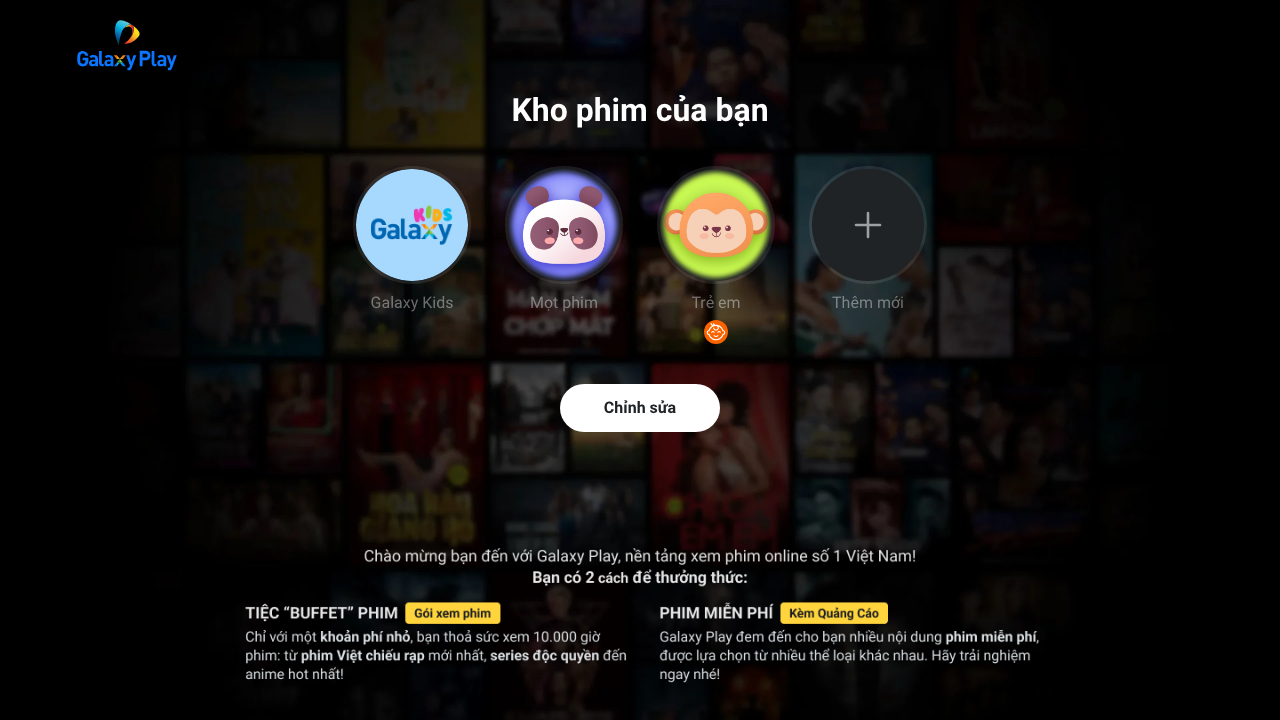 Galaxy Play
Kho phim của bạn
KIDS
Galaxy
Galaxy Kids
Mọt phim
Trẻ em
Thêm mới
Chỉnh sửa
Chào mừng bạn đến với Galaxy Play, nền tảng xem phim online số 1 Việt Nam!
Bạn có 2 cách để thưởng thức:
TIỆC “BUFFET” PHIM Gói xem phim
Chỉ với một khoản phí nhỏ, bạn thoả sức xem 10.000 giờ
phim: từ phim Việt chiếu rạp mới nhất, series độc quyền đến
anime hot nhất!
PHIM MIỄN PHÍ Kèm Quảng Cáo
Galaxy Play đem đến cho bạn nhiều nội dung phim miễn phí,
được lựa chọn từ nhiều thể loại khác nhau. Hãy trải nghiệm
ngay nhé!